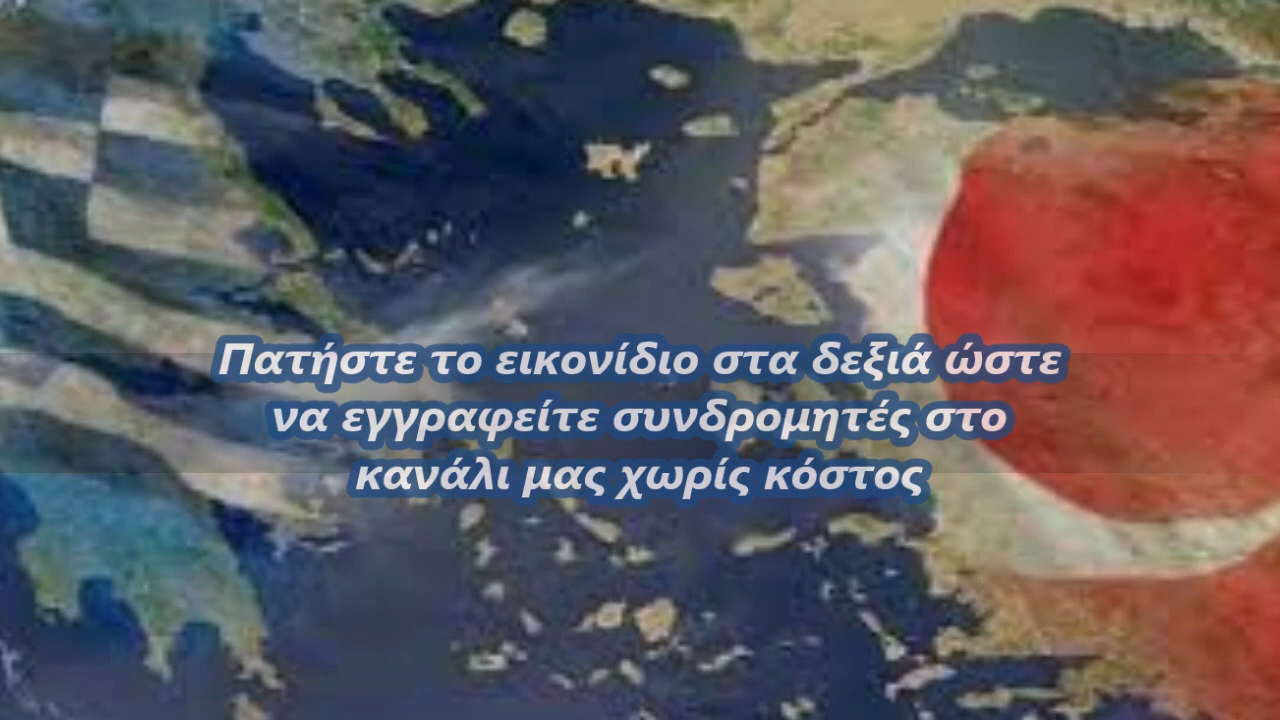 Πατήστε το εικονίδιο στα δεξιά ώστε
να εγγραφείτε συνδρομητές στο
κανάλι μας χωρίς κόστος